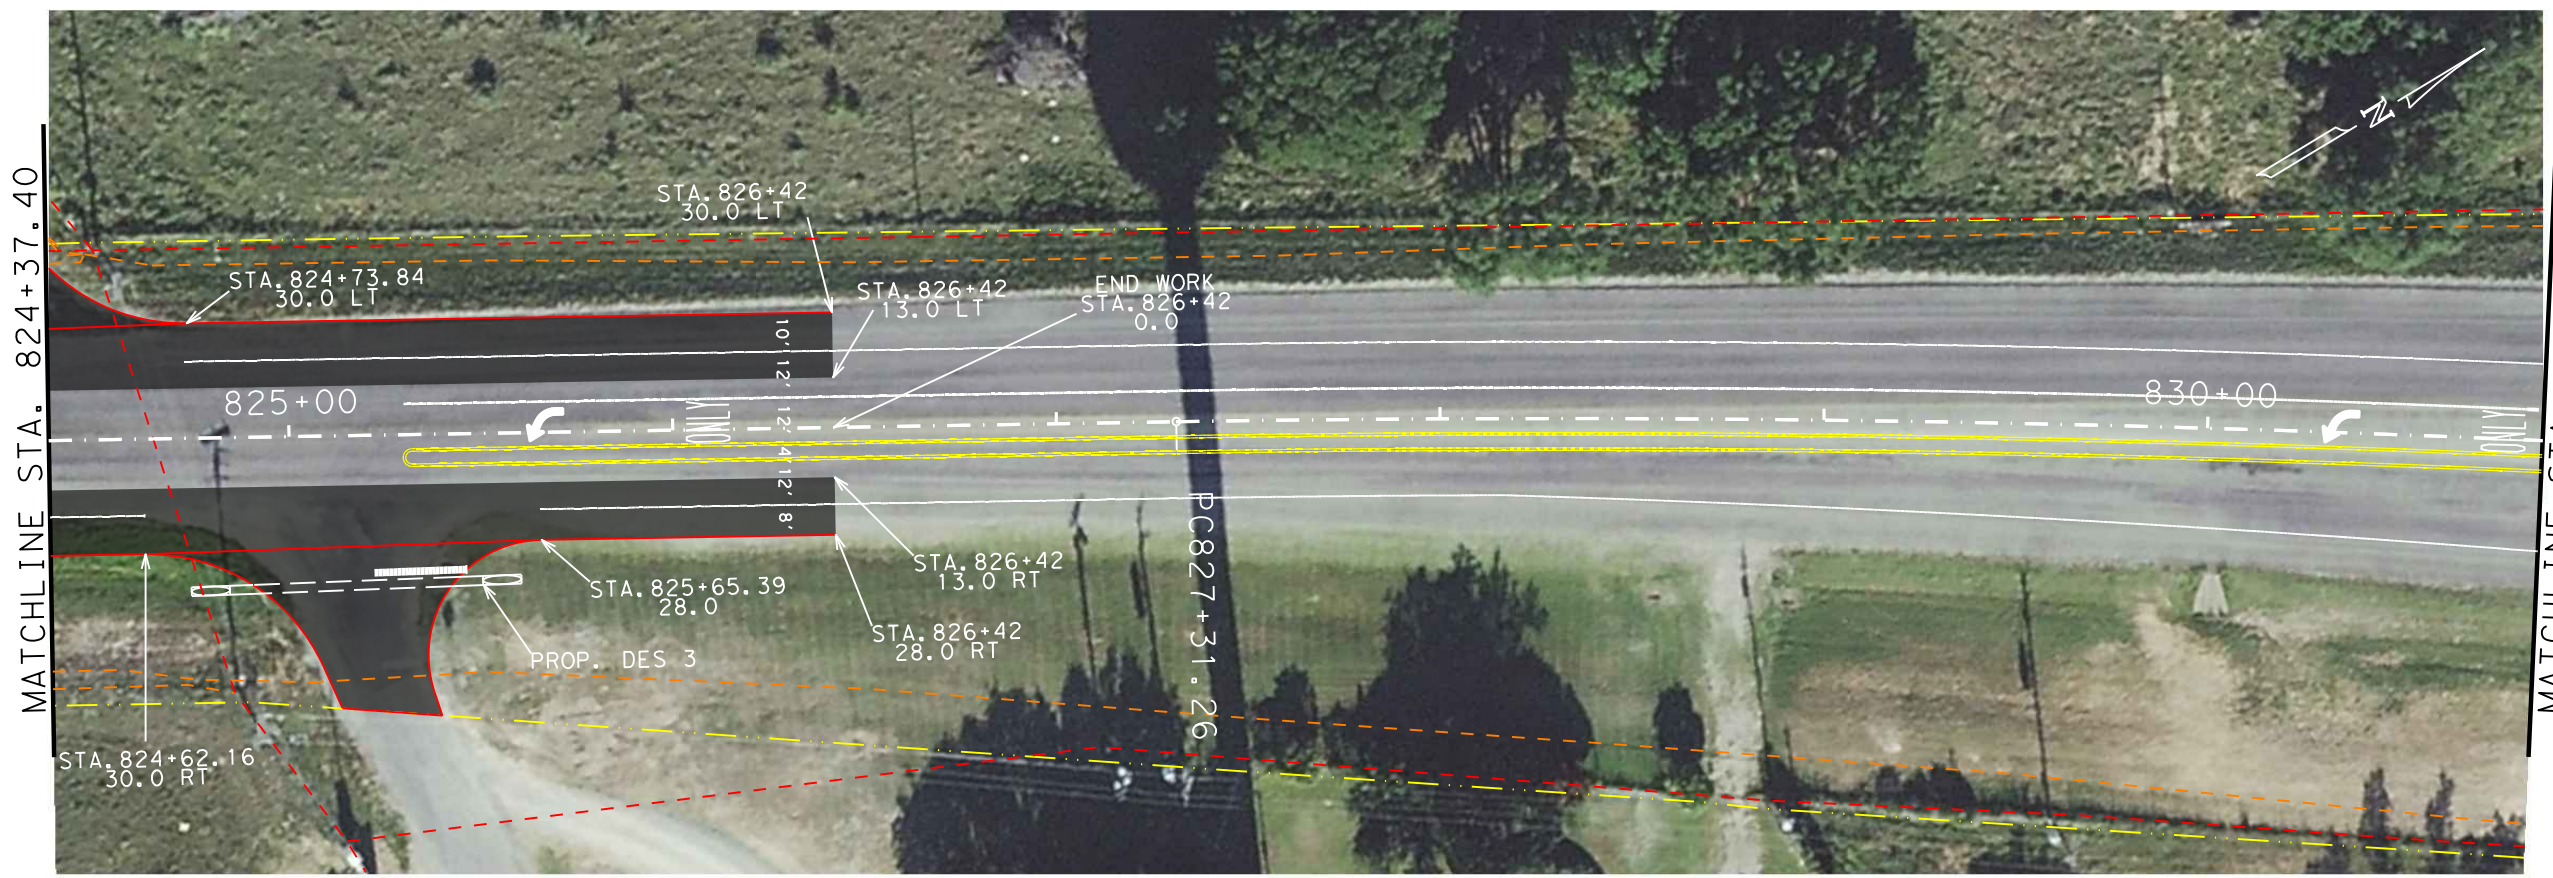 MATCHLINE STA. 824+37.40
STA.824+73.84
30.0 LT
STA.826+42
30.0 LT
STA.826+42
13.0 LT
END WORK
STA.826+42
0.0
N
825+00
830+00
ONLY
ONLY
10'
12'
12'
4'
12'
8'
STA.826+42
13.0 RT
STA.825+65.39
28.0
STA.826+42
28.0 RT
PROP. DES 3
PC827+31.26
STA.824+62.16
30.0 RT
MATCHLINE STA.